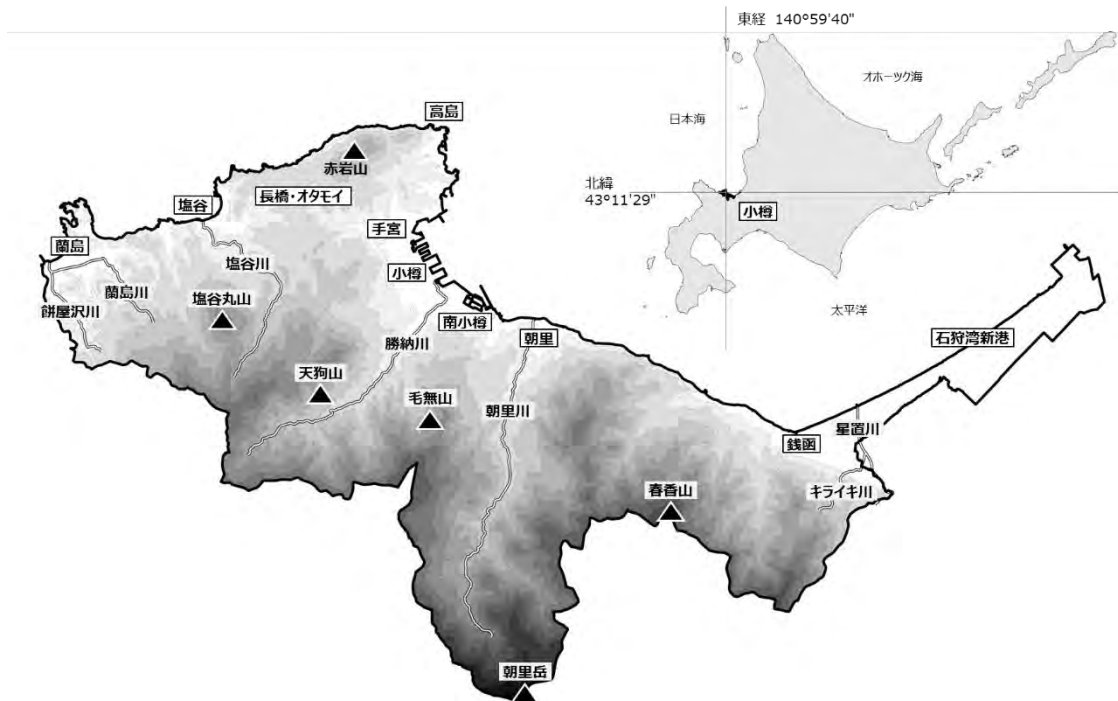 東経 140°59'40"
オホーツク海
日本海
北緯
43°11'29"
小樽
太平洋
高島
赤岩山
長橋・オタモイ
塩谷
手宮
蘭島
小樽
塩谷川
蘭島川
餅屋沢川
塩谷丸山
南小樽
朝里
勝納川
石狩湾新港
天狗山
毛無山
朝里川
銭函
星置川
春香山
キライキ川
朝里岳